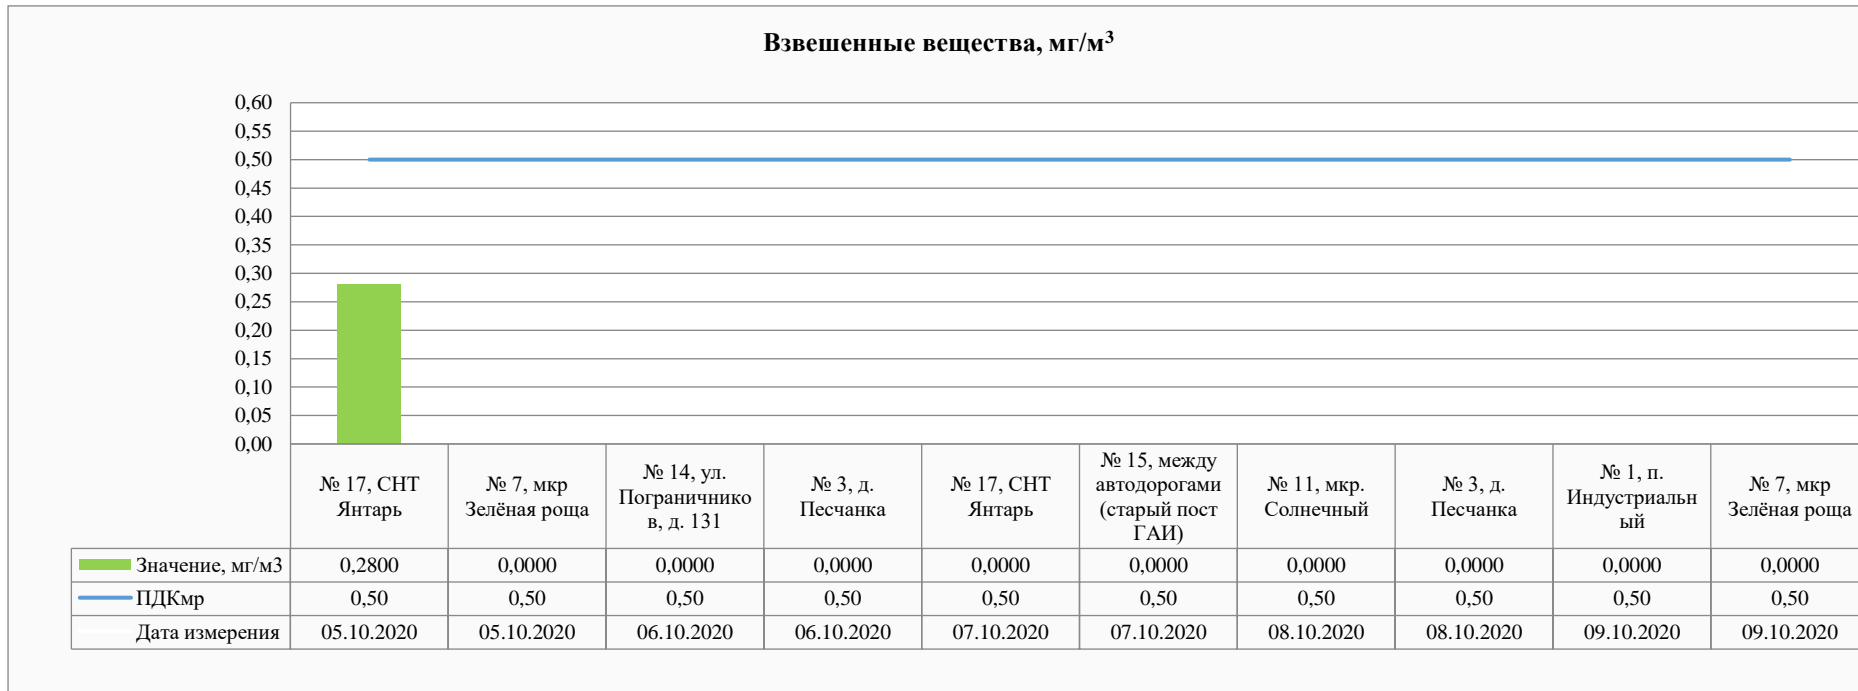 Взвешенные вещества, мг/м³
0,60
0,55
0,50
0,45
0,40
0,35
0,30
0,25
0,20
0,15
0,10
0,05
0,00
№ 17, СНТ
Янтарь
№ 7, мкр
Зелёная роща
№ 14, ул.
Пограничнико
в, д. 131
№ 3, д.
Песчанка
№ 17, СНТ
Янтарь
№ 15, между
автодорогами
(старый пост
ГАИ)
№ 11, мкр.
Солнечный
№ 3, д.
Песчанка
№ 1, п.
Индустриальн
ый
№ 7, мкр
Зелёная роща
Значение, мг/м3 0,2800 0,0000 0,0000 0,0000 0,0000 0,0000 0,0000 0,0000 0,0000 0,0000
ПДКмр 0,50 0,50 0,50 0,50 0,50 0,50 0,50 0,50 0,50 0,50
Дата измерения 05.10.2020 05.10.2020 06.10.2020 06.10.2020 07.10.2020 07.10.2020 08.10.2020 08.10.2020 09.10.2020 09.10.2020